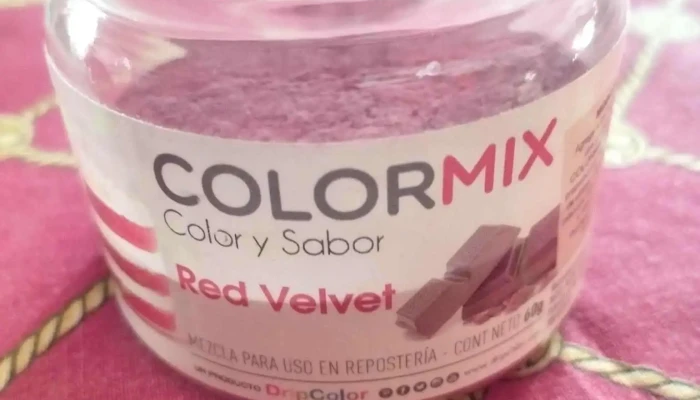 COLORMIX
Color y Sabor
Red Velvet
MEZCLA PARA USO EN REPOSTERÍA - CONT NETO 60g
UN PRODUCTO DripColor